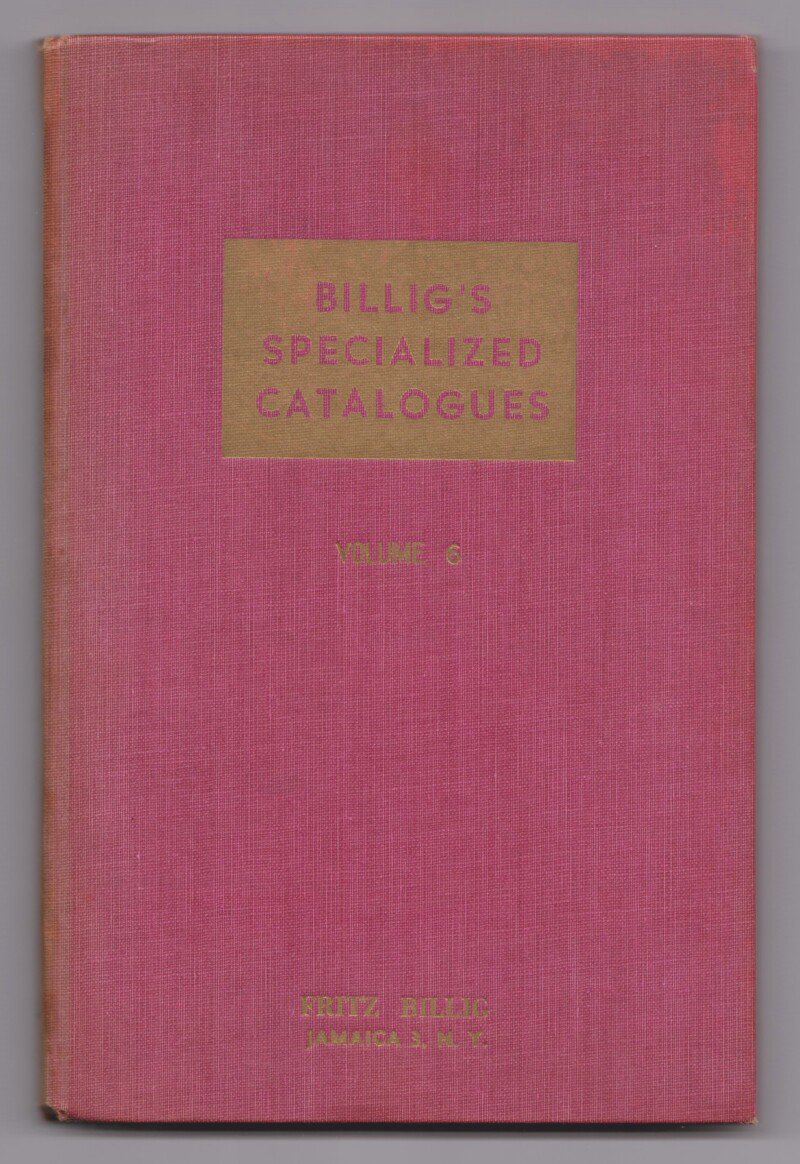 BILLIG'S
SPECIALIZED
CATALOGUES
VOLUME 6
FRITZ BILLIG
JAMAICA 3, N. Y.